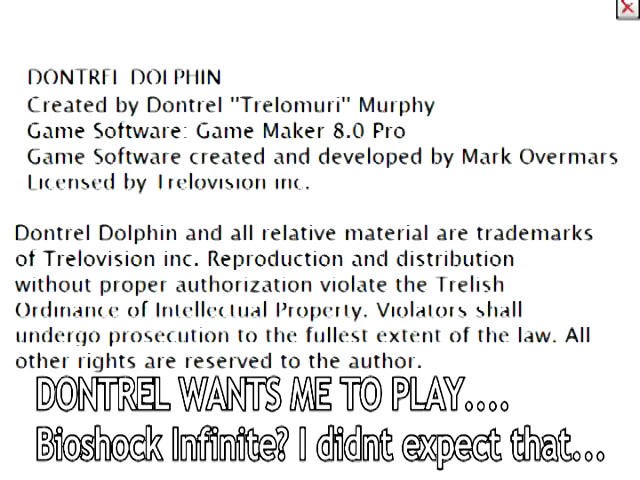 DONTREL DOLPHIN
Created by Dontrel "Trelomuri" Murphy
Game Software: Game Maker 8.0 Pro
Game Software created and developed by Mark Overmars
Licensed by Trelovision inc.
Dontrel Dolphin and all relative material are trademarks
of Trelovision inc. Reproduction and distribution
without proper authorization violate the Trelish
Ordinance of Intellectual Property. Violators shall
undergo prosecution to the fullest extent of the law. All
other rights are reserved to the author.
DONTREL WANTS ME TO PLAY....
Bioshock Infinite? I didnt expect that...